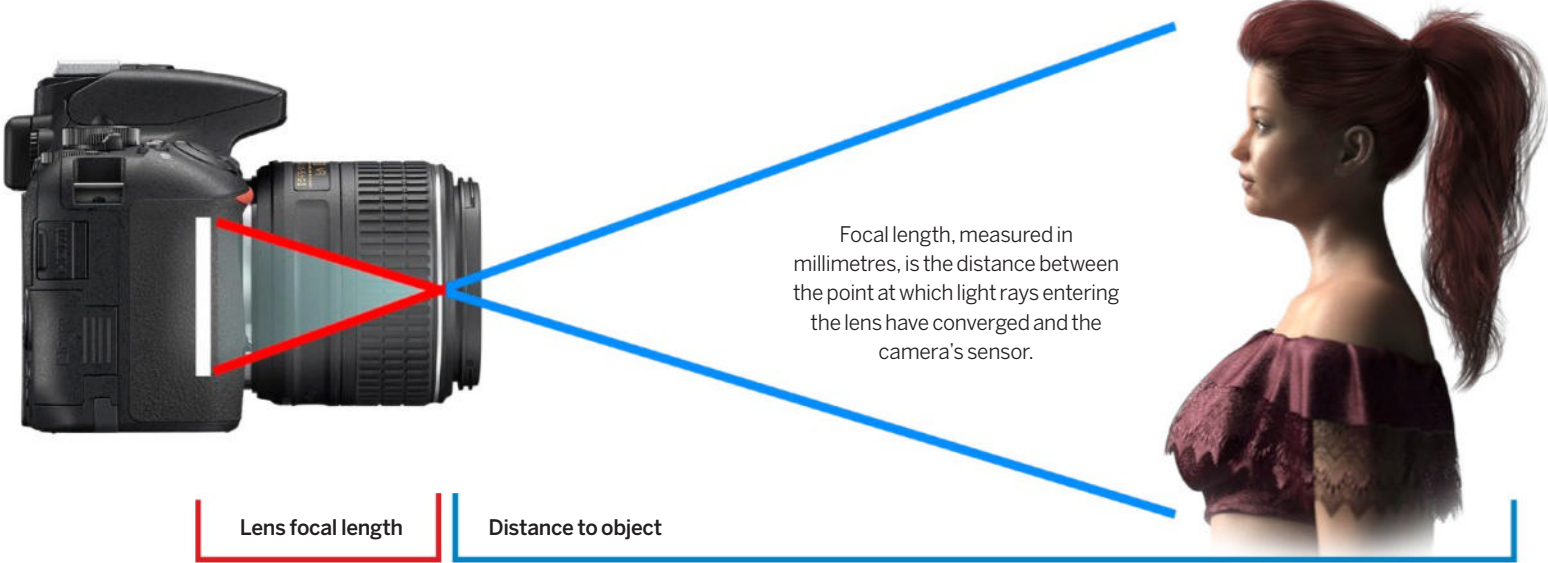 Focal length, measured in
millimetres, is the distance between
the point at which light rays entering
the lens have converged and the
camera's sensor.
Lens focal length
Distance to object